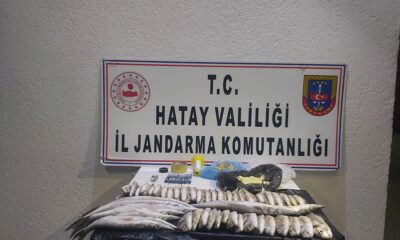 T.C.
HATAY VALİLİĞİ
İL JANDARMA KOMUTANLIĞI